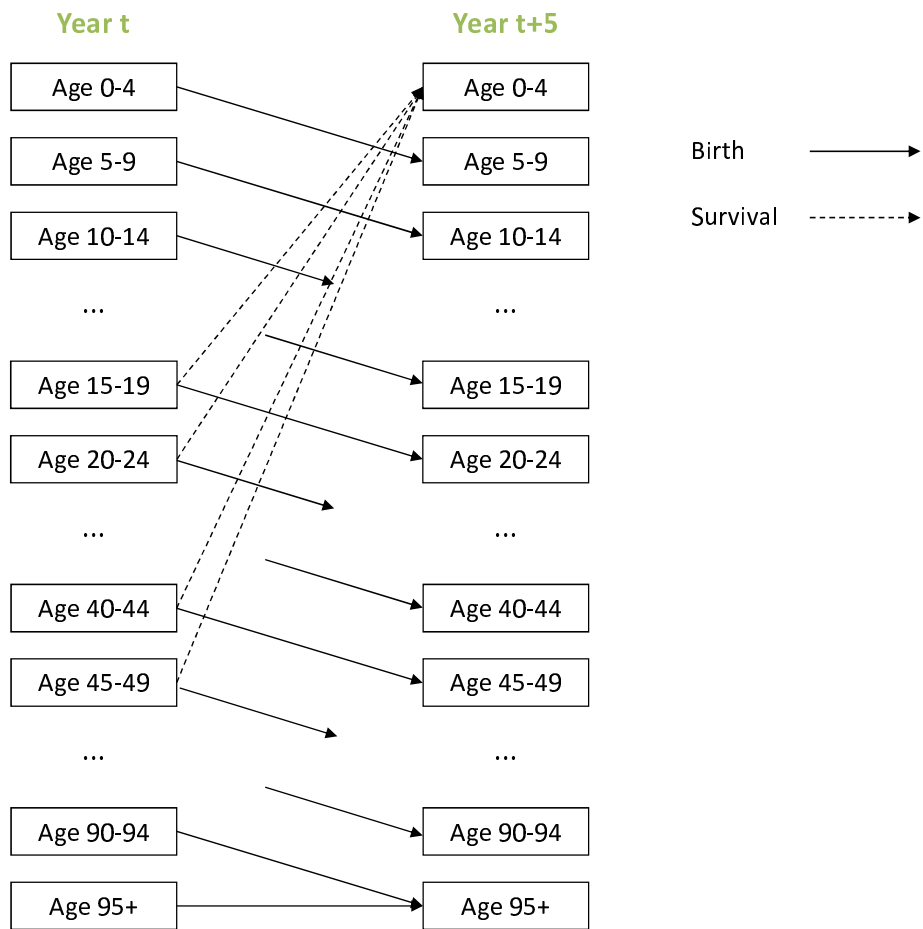 Year t
Year t+5
Age 0-4
Age 0-4
Age 5-9
Age 5-9
Birth
Age 10-14
Age 10-14
Survival
...
...
Age 15-19
Age 15-19
Age 20-24
Age 20-24
...
...
Age 40-44
Age 40-44
Age 45-49
Age 45-49
...
...
Age 90-94
Age 90-94
Age 95+
Age 95+